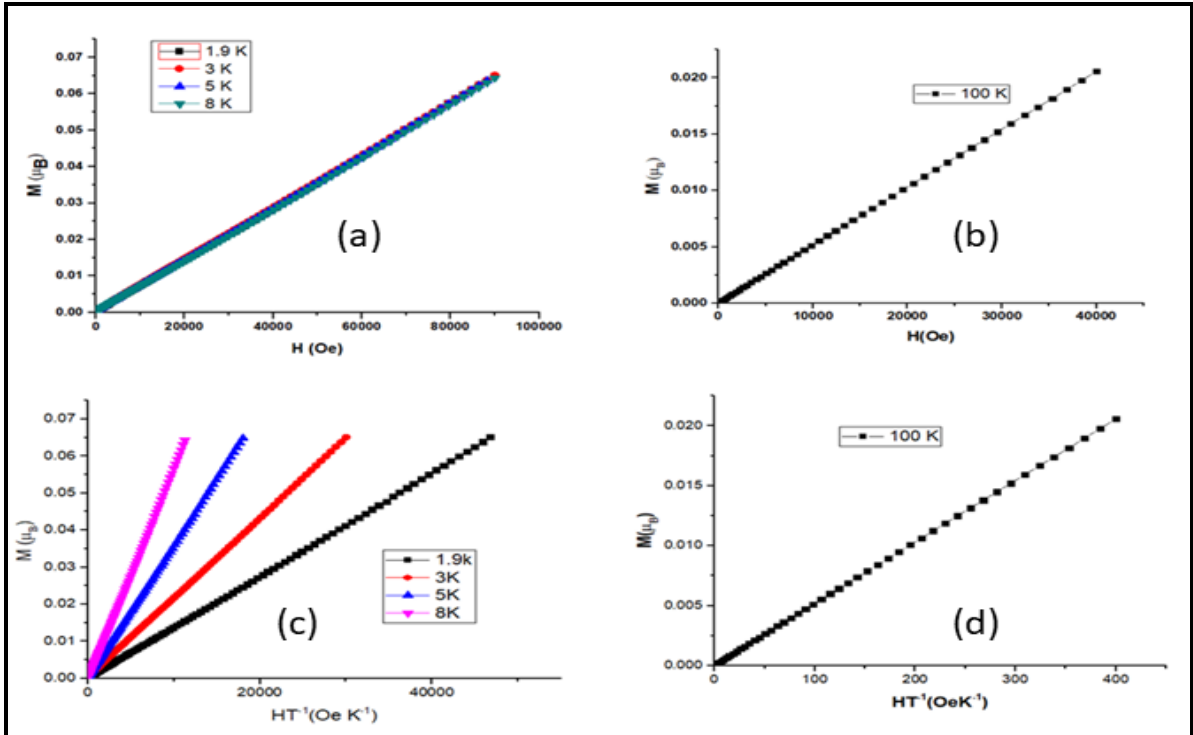 1.9 K
3 K
5 K
8 K
0.07
0.06
0.05
0.04
0.03
0.02
0.01
0.00
M (μB)
(a)
0 20000 40000 60000 80000 100000
H (Oe)
100 K
0.020
0.015
0.010
0.005
0.000
M (μB)
(b)
0 10000 20000 30000 40000
H(Oe)
0.07
0.06
0.05
0.04
0.03
0.02
0.01
0.00
M (μB)
1.9k
3K
5K
8K
(c)
0 20000 40000
HT⁻¹(Oe K⁻¹)
100 K
0.020
0.015
0.010
0.005
0.000
M(μB)
(d)
0 100 200 300 400
HT⁻¹(OeK⁻¹)